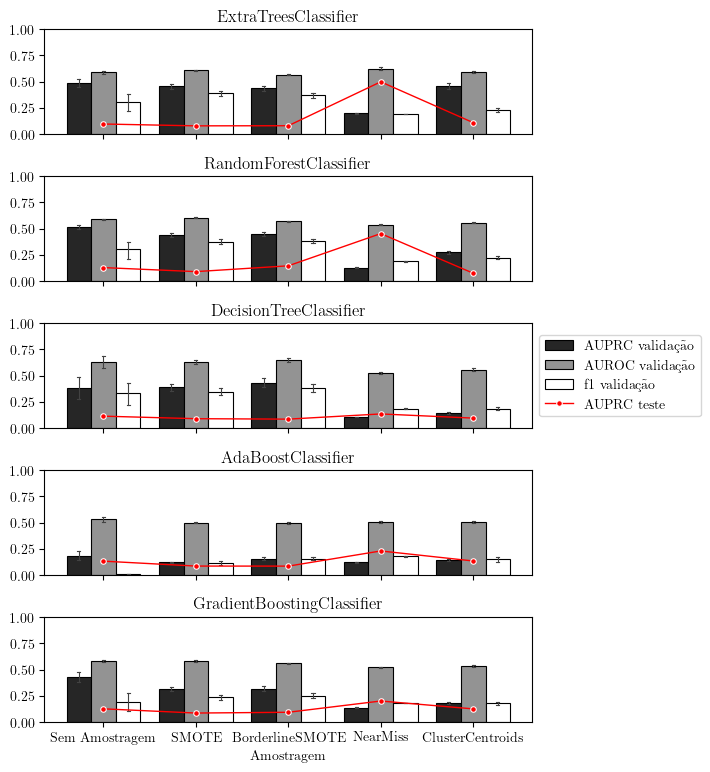 ExtraTreesClassifier
1.00
0.75
0.50
0.25
0.00
RandomForestClassifier
1.00
0.75
0.50
0.25
0.00
DecisionTreeClassifier
1.00
0.75
0.50
0.25
0.00
AUPRC validação
AUROC validação
f1 validação
AUPRC teste
AdaBoostClassifier
1.00
0.75
0.50
0.25
0.00
GradientBoostingClassifier
1.00
0.75
0.50
0.25
0.00
Sem Amostragem SMOTE BorderlineSMOTE NearMiss ClusterCentroids
Amostragem